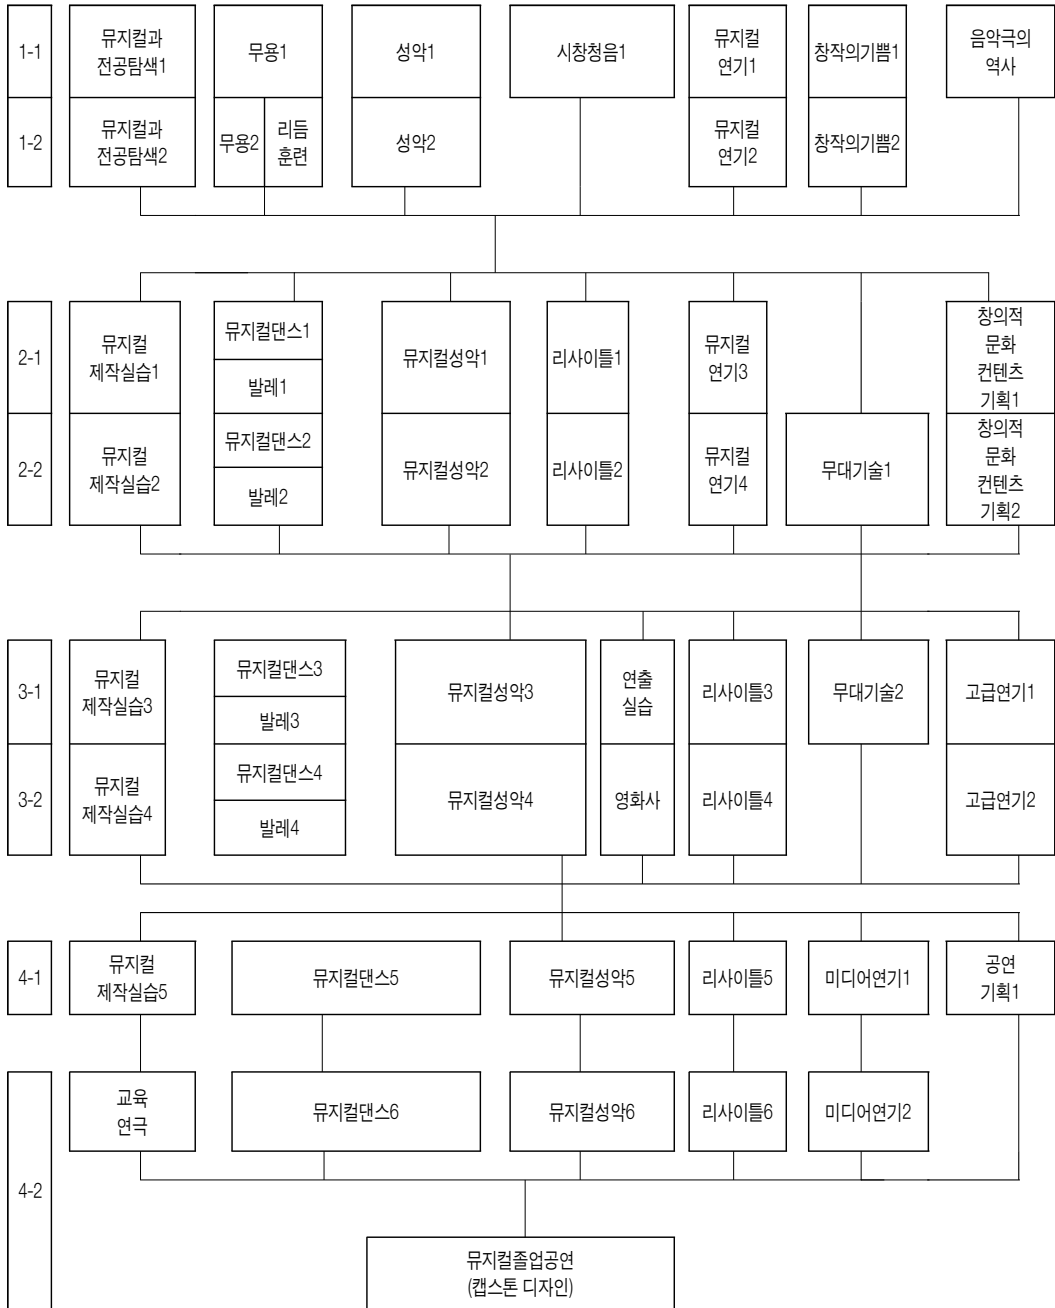 1-1
뮤지컬과
전공탐색1
무용1
성악1
시창청음1
뮤지컬
연기1
창작의기쁨1
음악극의
역사
1-2
뮤지컬과
전공탐색2
무용2
리듬
훈련
성악2
뮤지컬
연기2
창작의기쁨2
2-1
뮤지컬
제작실습1
뮤지컬댄스1
발레1
뮤지컬성악1
리사이틀1
뮤지컬
연기3
창의적
문화
컨텐츠
기획1
2-2
뮤지컬
제작실습2
뮤지컬댄스2
발레2
뮤지컬성악2
리사이틀2
뮤지컬
연기4
무대기술1
창의적
문화
컨텐츠
기획2
3-1
뮤지컬
제작실습3
뮤지컬댄스3
발레3
뮤지컬성악3
연출
실습
리사이틀3
무대기술2
고급연기1
3-2
뮤지컬
제작실습4
뮤지컬댄스4
발레4
뮤지컬성악4
영화사
리사이틀4
고급연기2
4-1
뮤지컬
제작실습5
뮤지컬댄스5
뮤지컬성악5
리사이틀5
미디어연기1
공연
기획1
4-2
교육
연극
뮤지컬댄스6
뮤지컬성악6
리사이틀6
미디어연기2
뮤지컬졸업공연
(캡스톤 디자인)